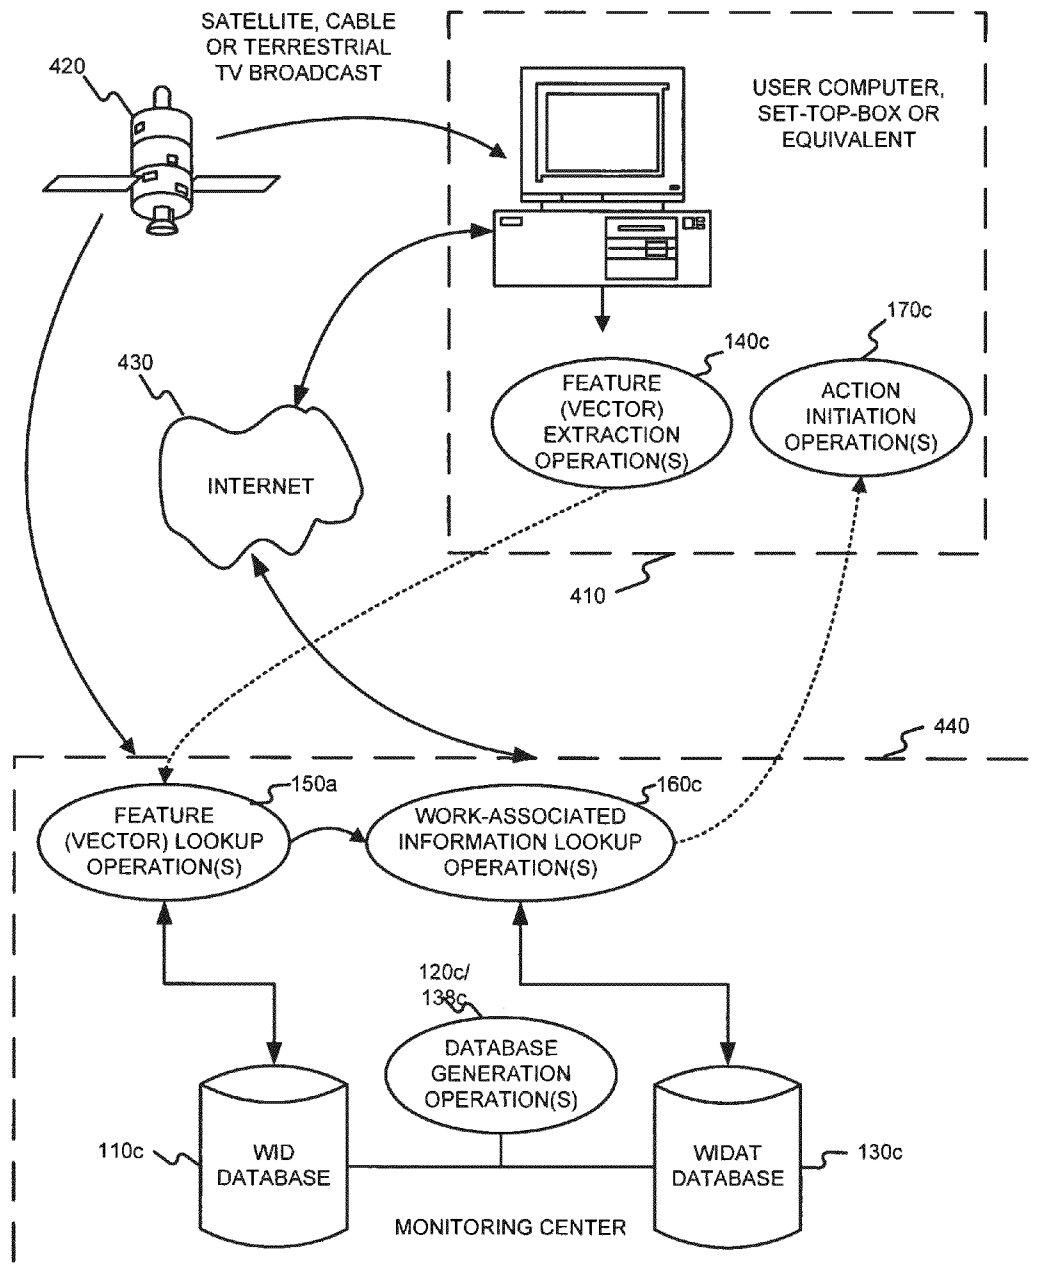 SATELLITE, CABLE
OR TERRESTRIAL
TV BROADCAST
420
USER COMPUTER,
SET-TOP-BOX OR
EQUIVALENT
170c
140c
430
FEATURE
(VECTOR)
EXTRACTION
OPERATION(S)
ACTION
INITIATION
OPERATION(S)
INTERNET
410
440
150a
160c
FEATURE
(VECTOR) LOOKUP
OPERATION(S)
WORK-ASSOCIATED
INFORMATION LOOKUP
OPERATION(S)
120c/
138c
DATABASE
GENERATION
OPERATION(S)
110c
WID
DATABASE
WIDAT
DATABASE
130c
MONITORING CENTER